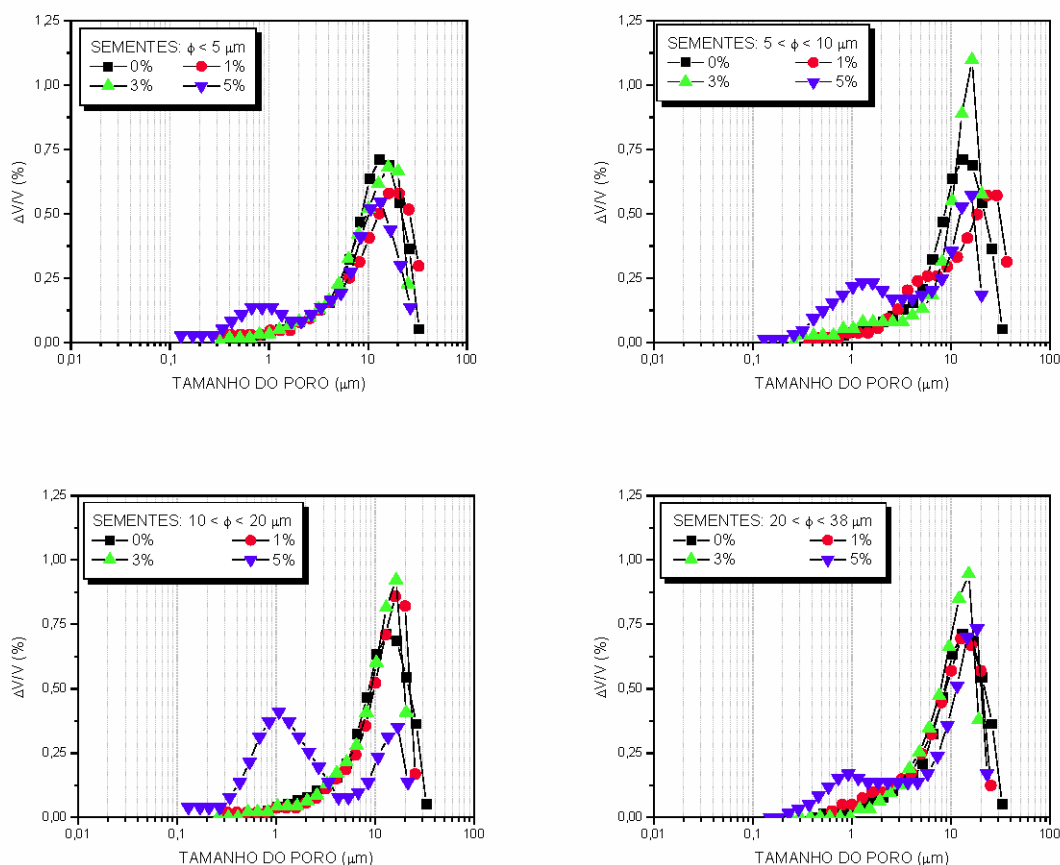 1,25
1,00
0,75
0,50
0,25
0,00
ΔV/V (%)
SEMENTES: ϕ < 5 μm
0% 1%
3% 5%
0,01 0,1 1 10 100
TAMANHO DO PORO (μm)
1,25
1,00
0,75
0,50
0,25
0,00
ΔV/V (%)
SEMENTES: 5 < ϕ < 10 μm
0% 1%
3% 5%
0,01 0,1 1 10 100
TAMANHO DO PORO (μm)
1,25
1,00
0,75
0,50
0,25
0,00
ΔV/V (%)
SEMENTES: 10 < ϕ < 20 μm
0% 1%
3% 5%
0,01 0,1 1 10 100
TAMANHO DO PORO (μm)
1,25
1,00
0,75
0,50
0,25
0,00
ΔV/V (%)
SEMENTES: 20 < ϕ < 38 μm
0% 1%
3% 5%
0,01 0,1 1 10 100
TAMANHO DO PORO (μm)